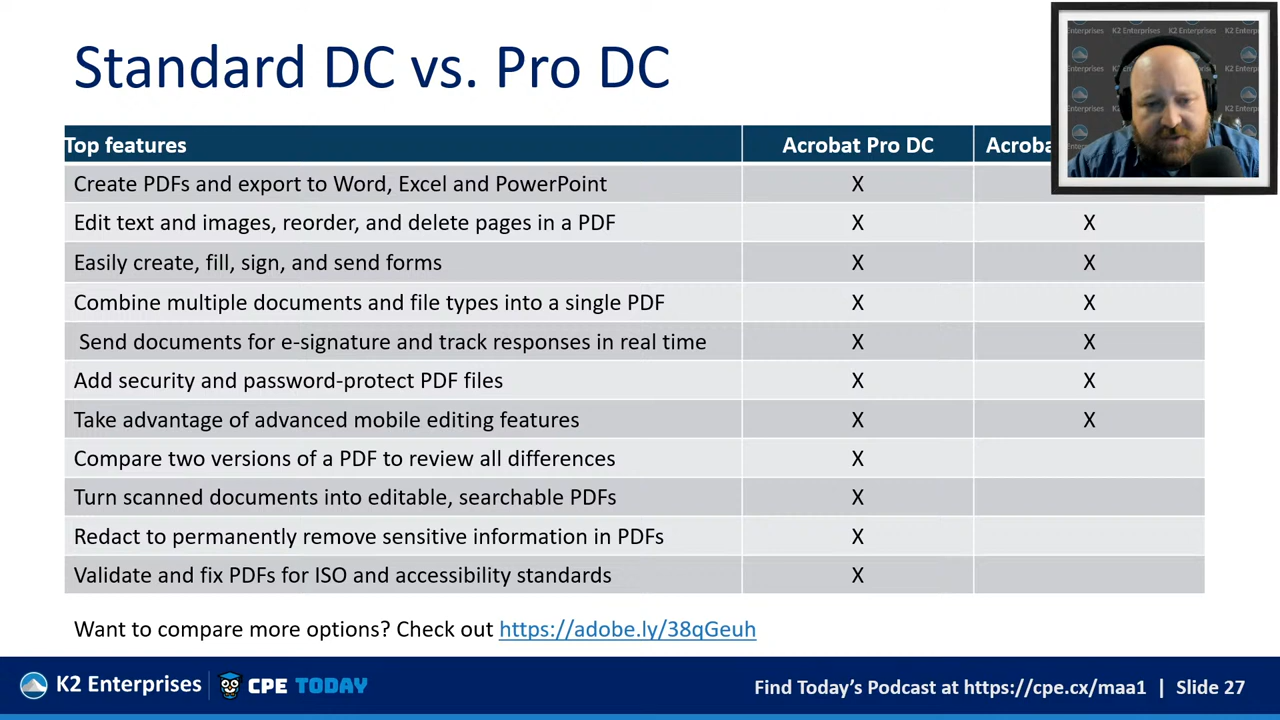 Standard DC vs. Pro DC
K2 Enterprises
Enterprises
Enterprises
Enterprises
Top features Acrobat Pro DC Acroba
Create PDFs and export to Word, Excel and PowerPoint X
Edit text and images, reorder, and delete pages in a PDF X X
Easily create, fill, sign, and send forms X X
Combine multiple documents and file types into a single PDF X X
Send documents for e-signature and track responses in real time X X
Add security and password-protect PDF files X X
Take advantage of advanced mobile editing features X X
Compare two versions of a PDF to review all differences X
Turn scanned documents into editable, searchable PDFs X
Redact to permanently remove sensitive information in PDFs X
Validate and fix PDFs for ISO and accessibility standards X
Want to compare more options? Check out https://adobe.ly/38qGeuh
K2 Enterprises CPE TODAY Find Today's Podcast at https://cpe.cx/maa1 | Slide 27